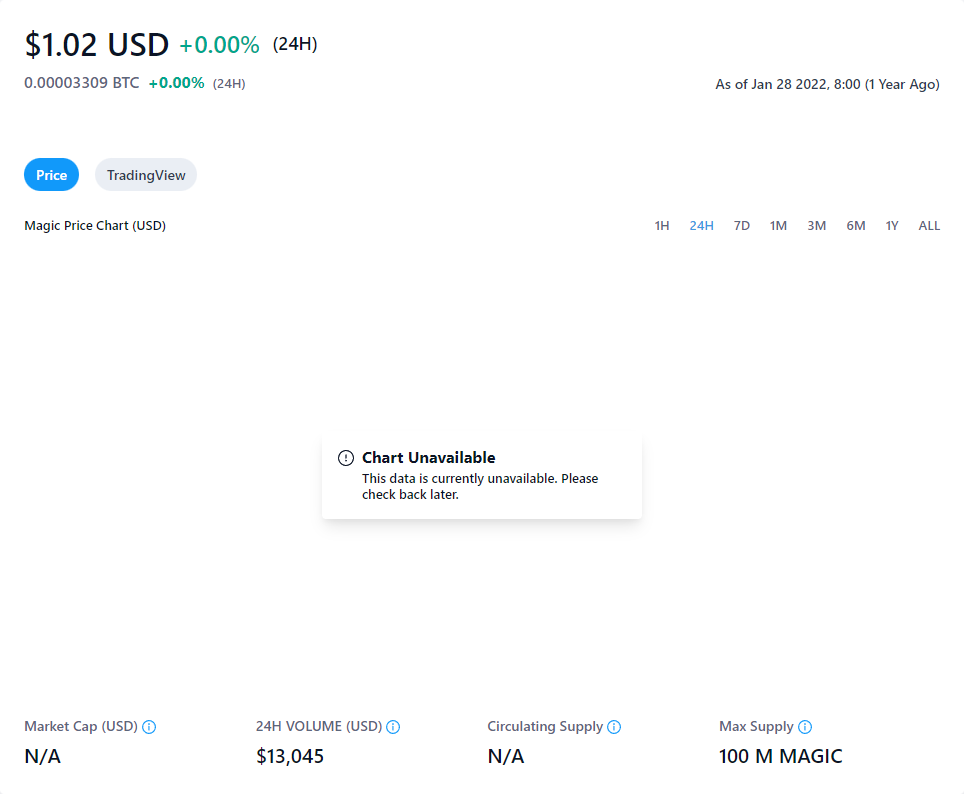 $1.02 USD +0.00% (24H)
0.00003309 BTC +0.00% (24H)
As of Jan 28 2022, 8:00 (1 Year Ago)
Price TradingView
Magic Price Chart (USD) 1H 24H 7D 1M 3M 6M 1Y ALL
Chart Unavailable
This data is currently unavailable. Please
check back later.
Market Cap (USD) 24H VOLUME (USD) Circulating Supply Max Supply
N/A $13,045 N/A 100 M MAGIC